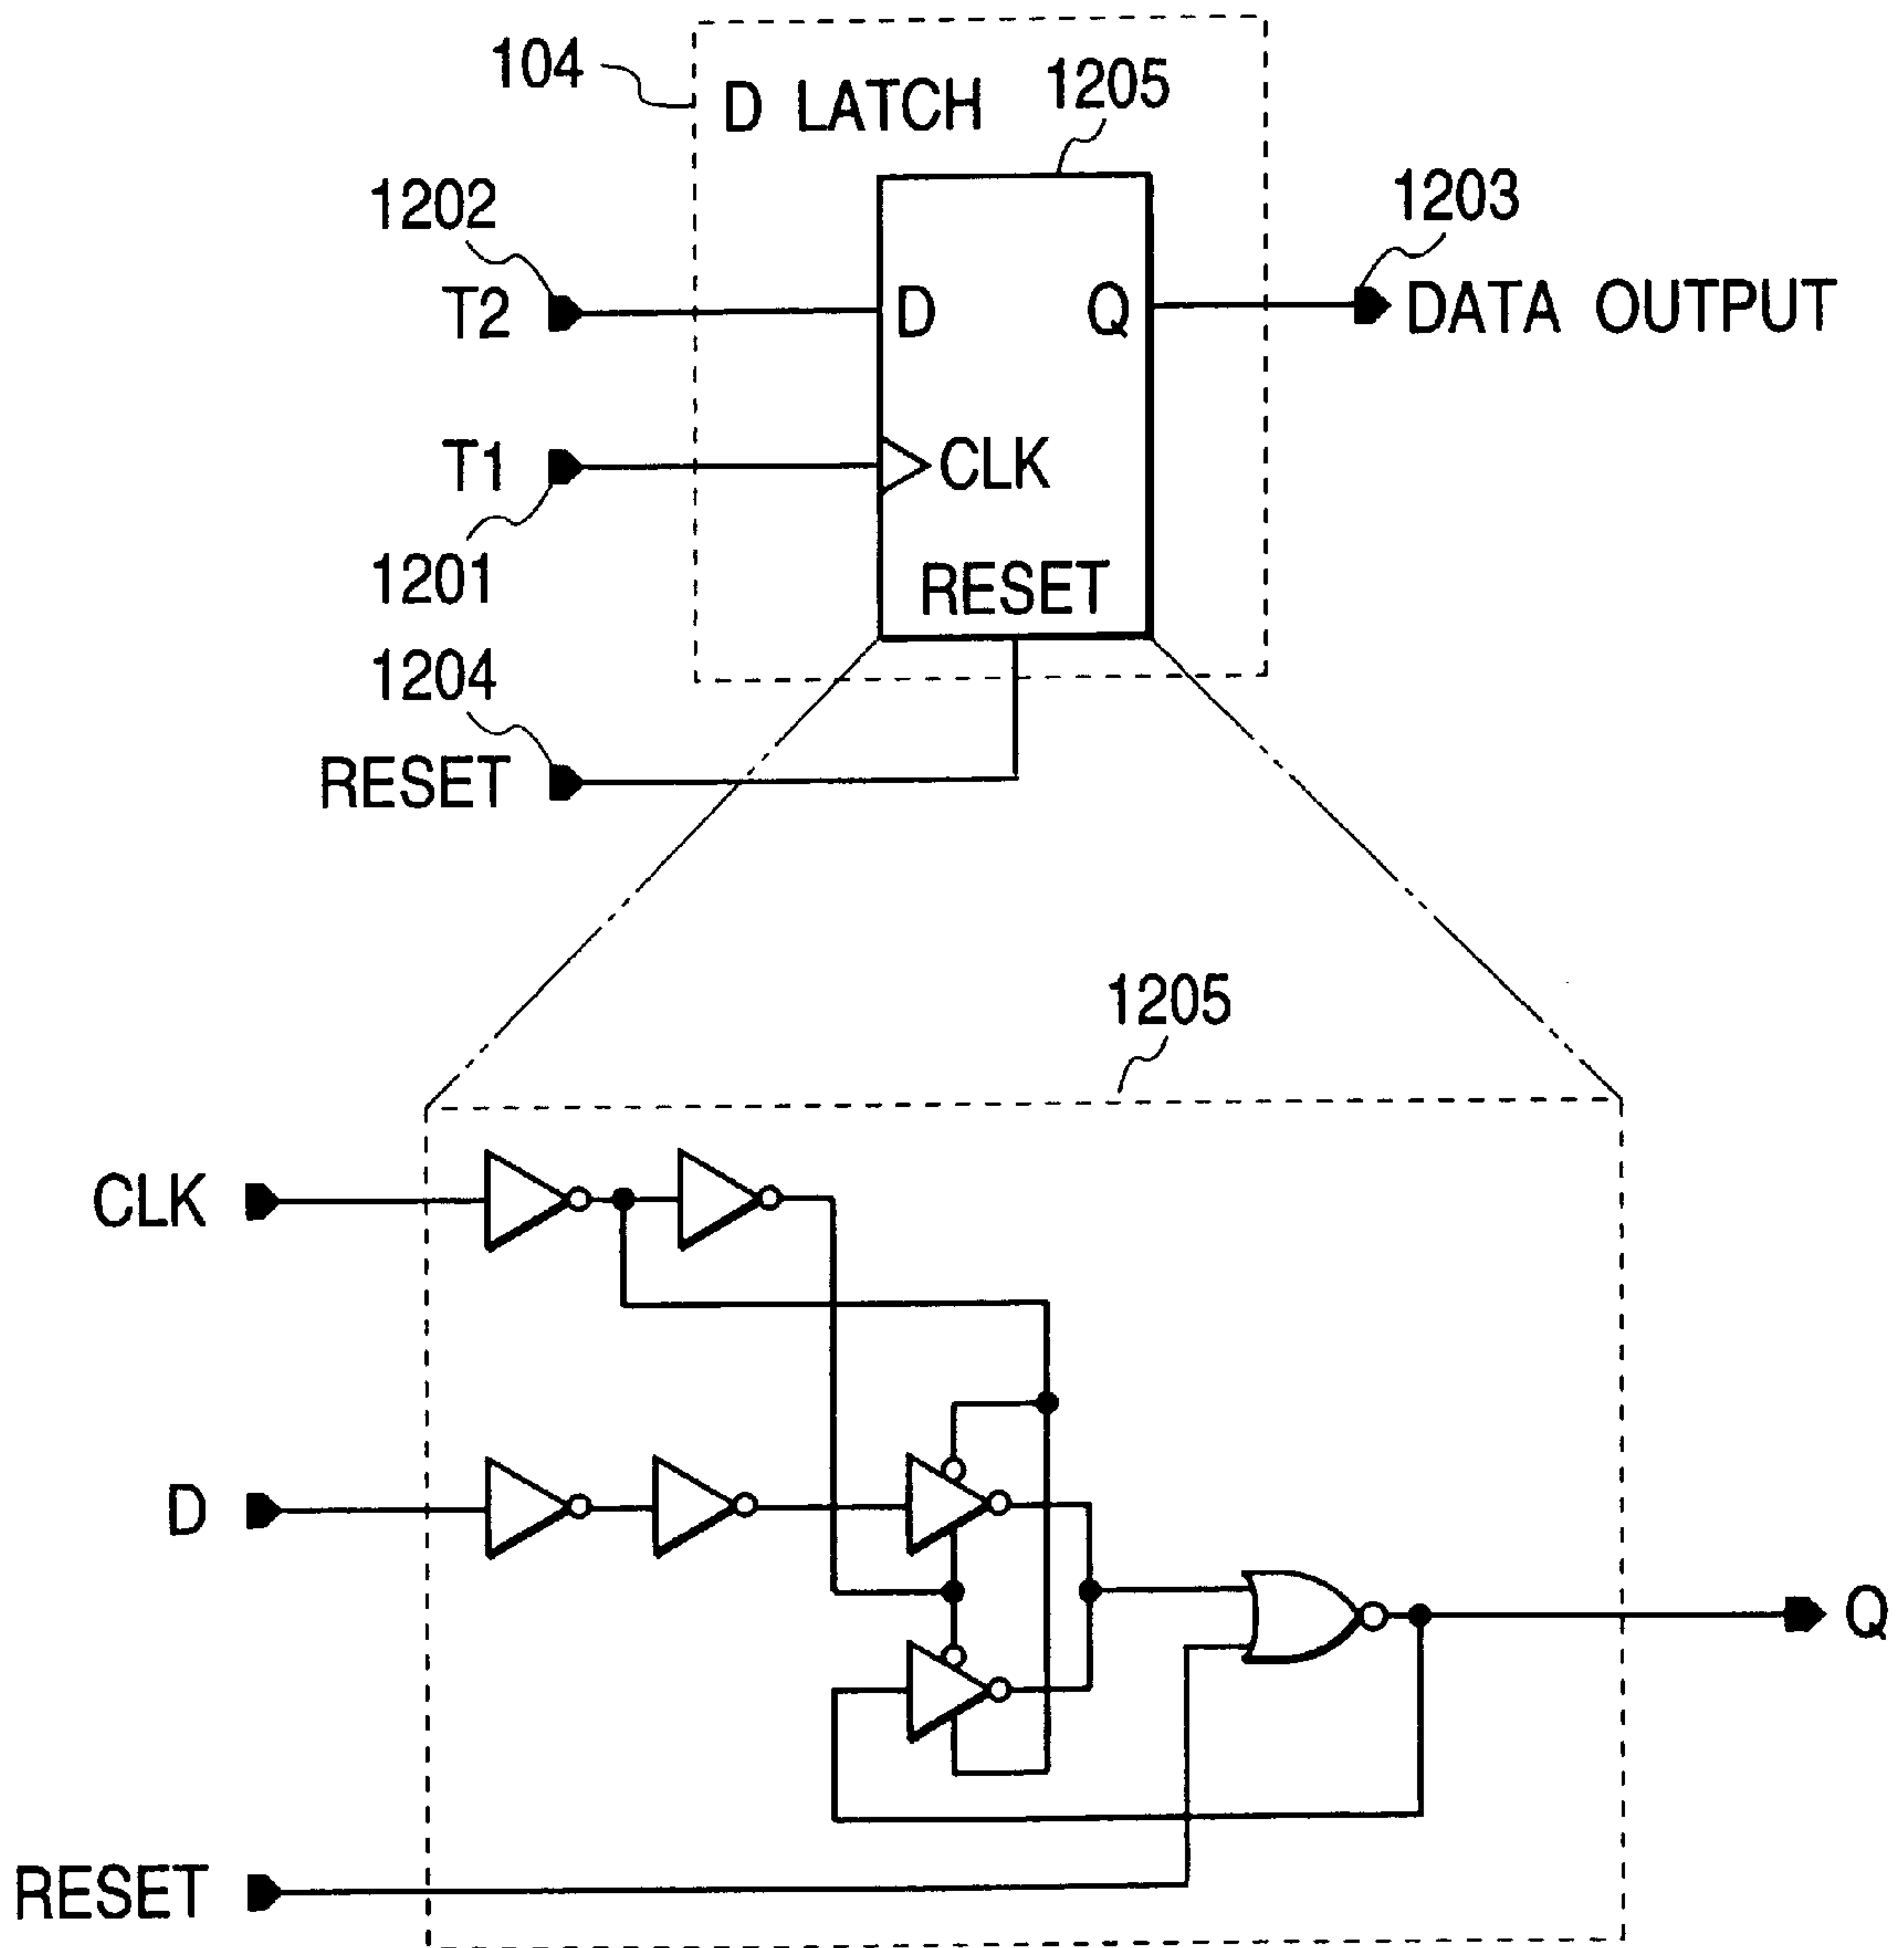 104
D LATCH
1205
1202
1203
T2
D
Q
DATA OUTPUT
T1
CLK
1201
RESET
1204
RESET
1205
CLK
D
Q
RESET